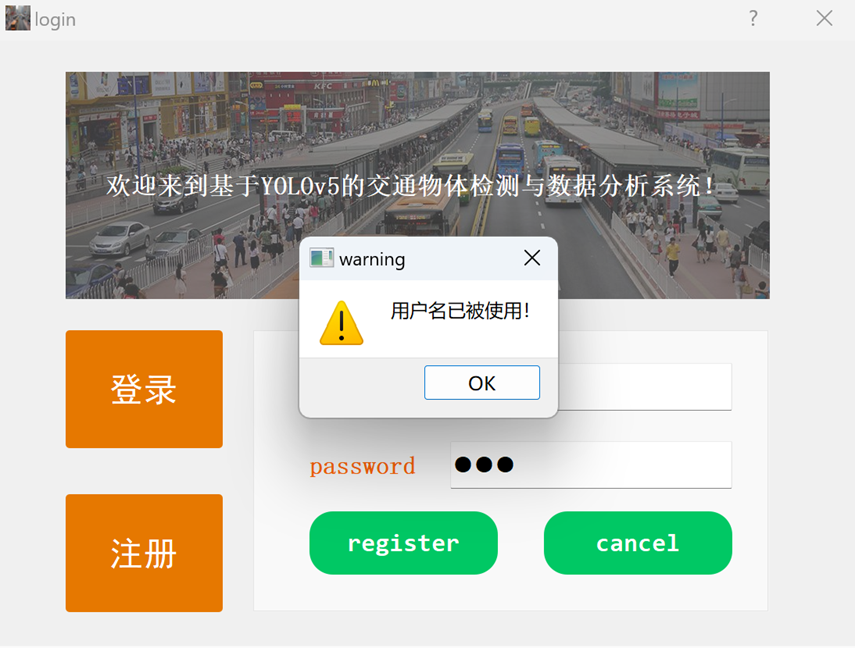 login
欢迎来到基于YOLOv5的交通物体检测与数据分析系统!
warning
用户名已被使用!
OK
登录
password
注册
register
cancel